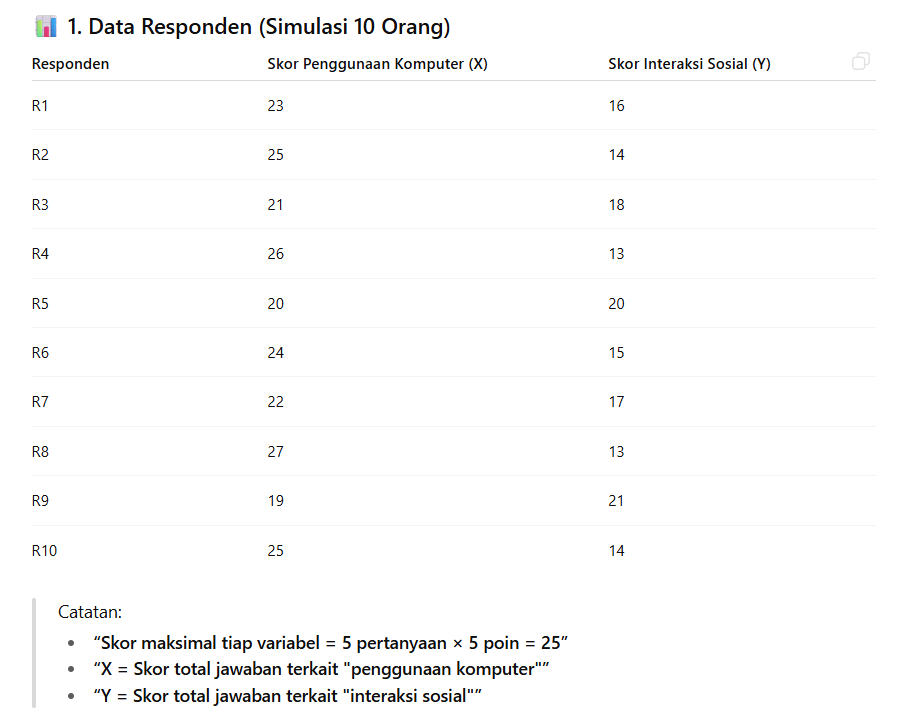 📊 1. Data Responden (Simulasi 10 Orang)
Responden Skor Penggunaan Komputer (X) Skor Interaksi Sosial (Y)
R1 23 16
R2 25 14
R3 21 18
R4 26 13
R5 20 20
R6 24 15
R7 22 17
R8 27 13
R9 19 21
R10 25 14
Catatan:
• “Skor maksimal tiap variabel = 5 pertanyaan × 5 poin = 25”
• “X = Skor total jawaban terkait "penggunaan komputer"”
• “Y = Skor total jawaban terkait "interaksi sosial"”